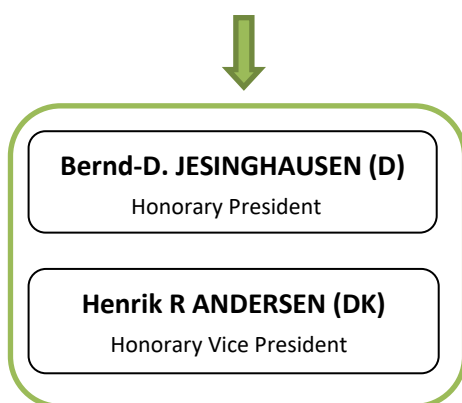 Bernd-D. JESINGHAUSEN (D)
Honorary President
Henrik R ANDERSEN (DK)
Honorary Vice President